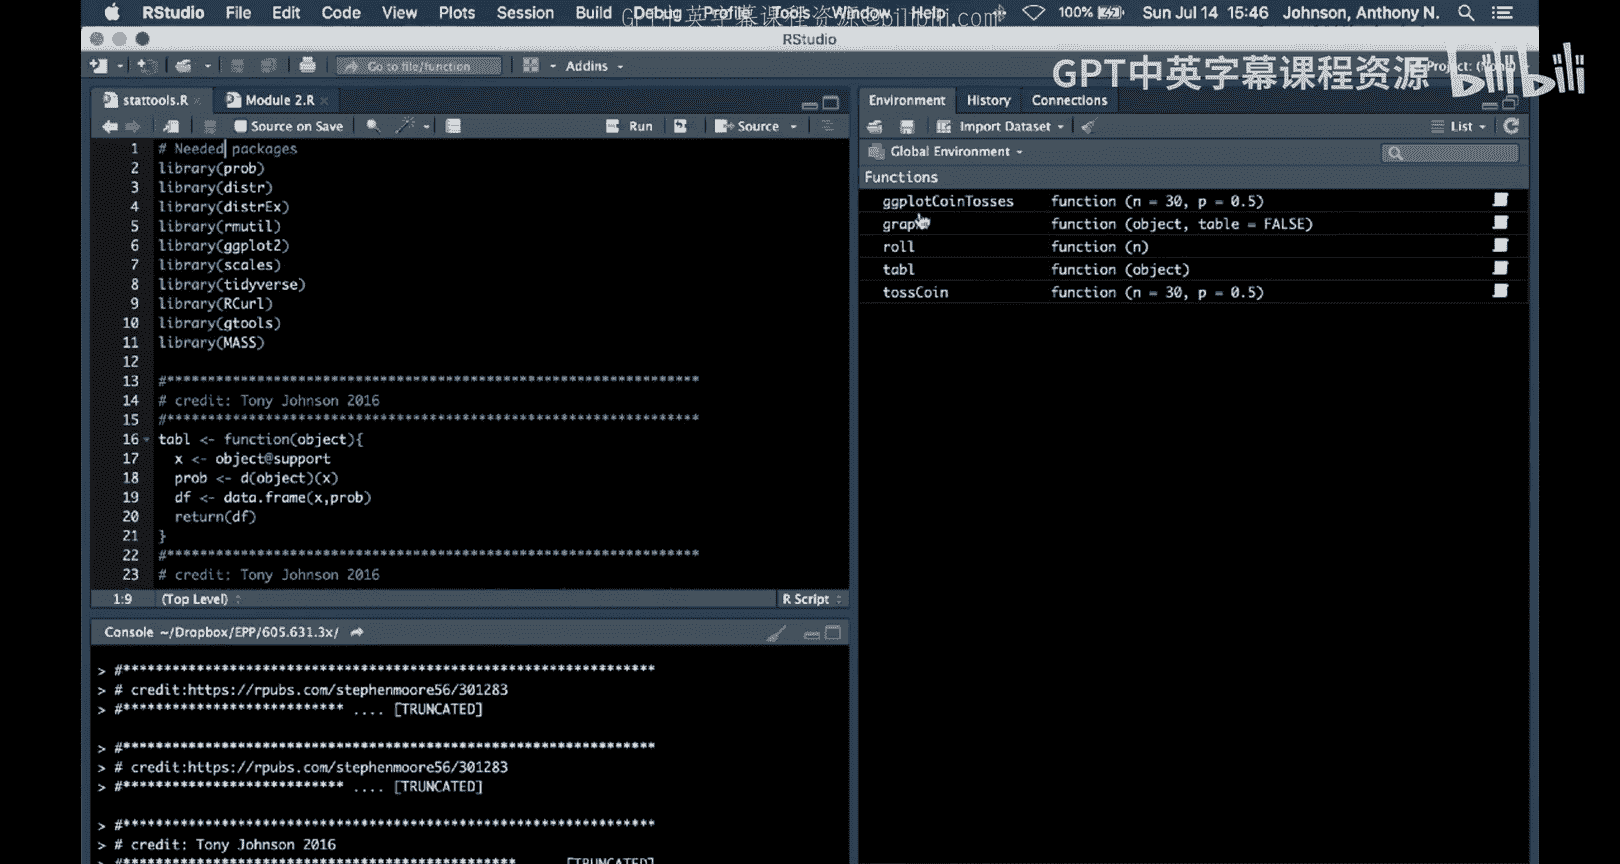 RStudio File Edit Code View Plots Session Build Debug Profile Tools Window Help 100% Sun Jul 14 15:46 Johnson, Anthony N.
RStudio
Go to file/function Addins
GPT中英字幕课程资源 bilibili
stattools.R Module 2.R
Source on Save Run Source
1 # Needed packages
2 library(prob)
3 library(distr)
4 library(distrEx)
5 library(rmutil)
6 library(ggplot2)
7 library(scales)
8 library(tidyverse)
9 library(RCurl)
10 library(gtools)
11 library(MASS)
12
13 #*****************************************************************
14 # credit: Tony Johnson 2016
15 #*****************************************************************
16 tabl <- function(object){
17 x <- object@support
18 prob <- d(object)(x)
19 df <- data.frame(x,prob)
20 return(df)
21 }
22 #*****************************************************************
23 # credit: Tony Johnson 2016
1:9 (Top Level) R Script
Console ~/Dropbox/EPP/605.631.3x/
> #*****************************************************************
> # credit:https://rpubs.com/stephenmoore56/301283
> #*************************** .... [TRUNCATED]
> #*****************************************************************
> # credit:https://rpubs.com/stephenmoore56/301283
> #*************************** .... [TRUNCATED]
> #*****************************************************************
> # credit: Tony Johnson 2016
Environment History Connections
Import Dataset List
Global Environment
Functions
ggplotCoinTosses function (n = 30, p = 0.5)
graph function (object, table = FALSE)
roll function (n)
tabl function (object)
tossCoin function (n = 30, p = 0.5)